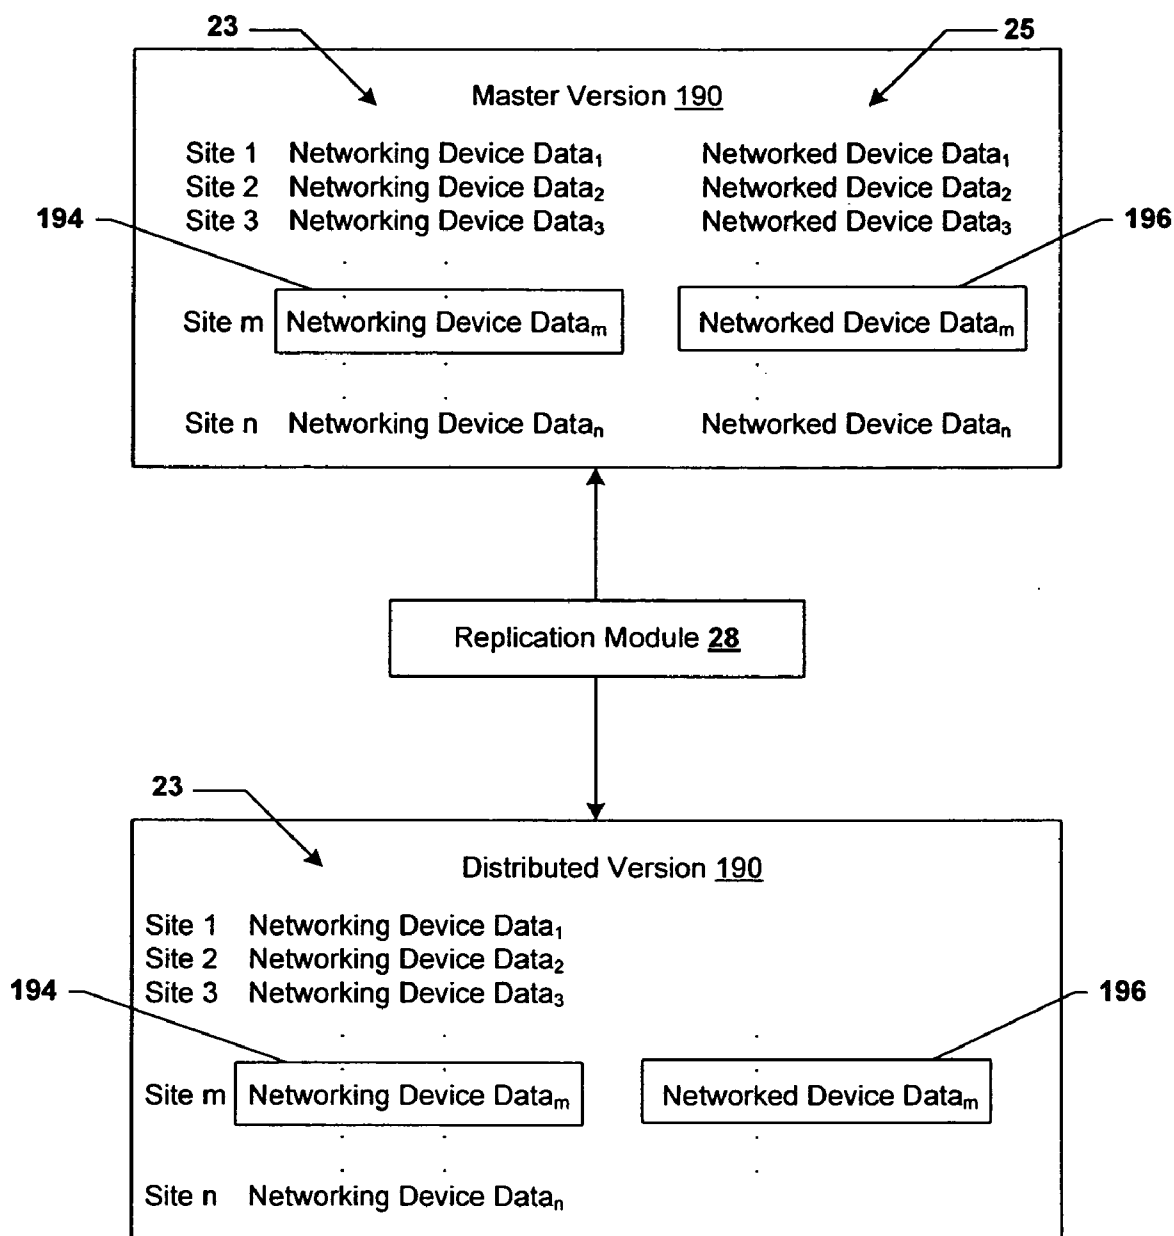 23
25
Master Version 190
Site 1 Networking Device Data₁ Networked Device Data₁
Site 2 Networking Device Data₂ Networked Device Data₂
Site 3 Networking Device Data₃ Networked Device Data₃
194
196
Site m Networking Device Dataₘ Networked Device Dataₘ
Site n Networking Device Dataₙ Networked Device Dataₙ
Replication Module 28
23
Distributed Version 190
Site 1 Networking Device Data₁
Site 2 Networking Device Data₂
Site 3 Networking Device Data₃
194
196
Site m Networking Device Dataₘ Networked Device Dataₘ
Site n Networking Device Dataₙ